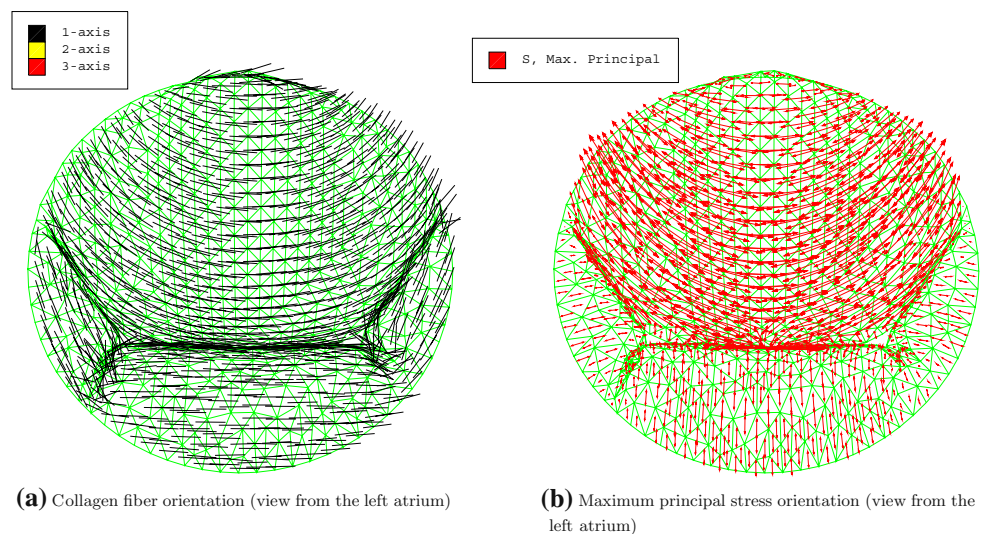 1-axis
2-axis
3-axis
S, Max. Principal
(a) Collagen fiber orientation (view from the left atrium)
(b) Maximum principal stress orientation (view from the
left atrium)